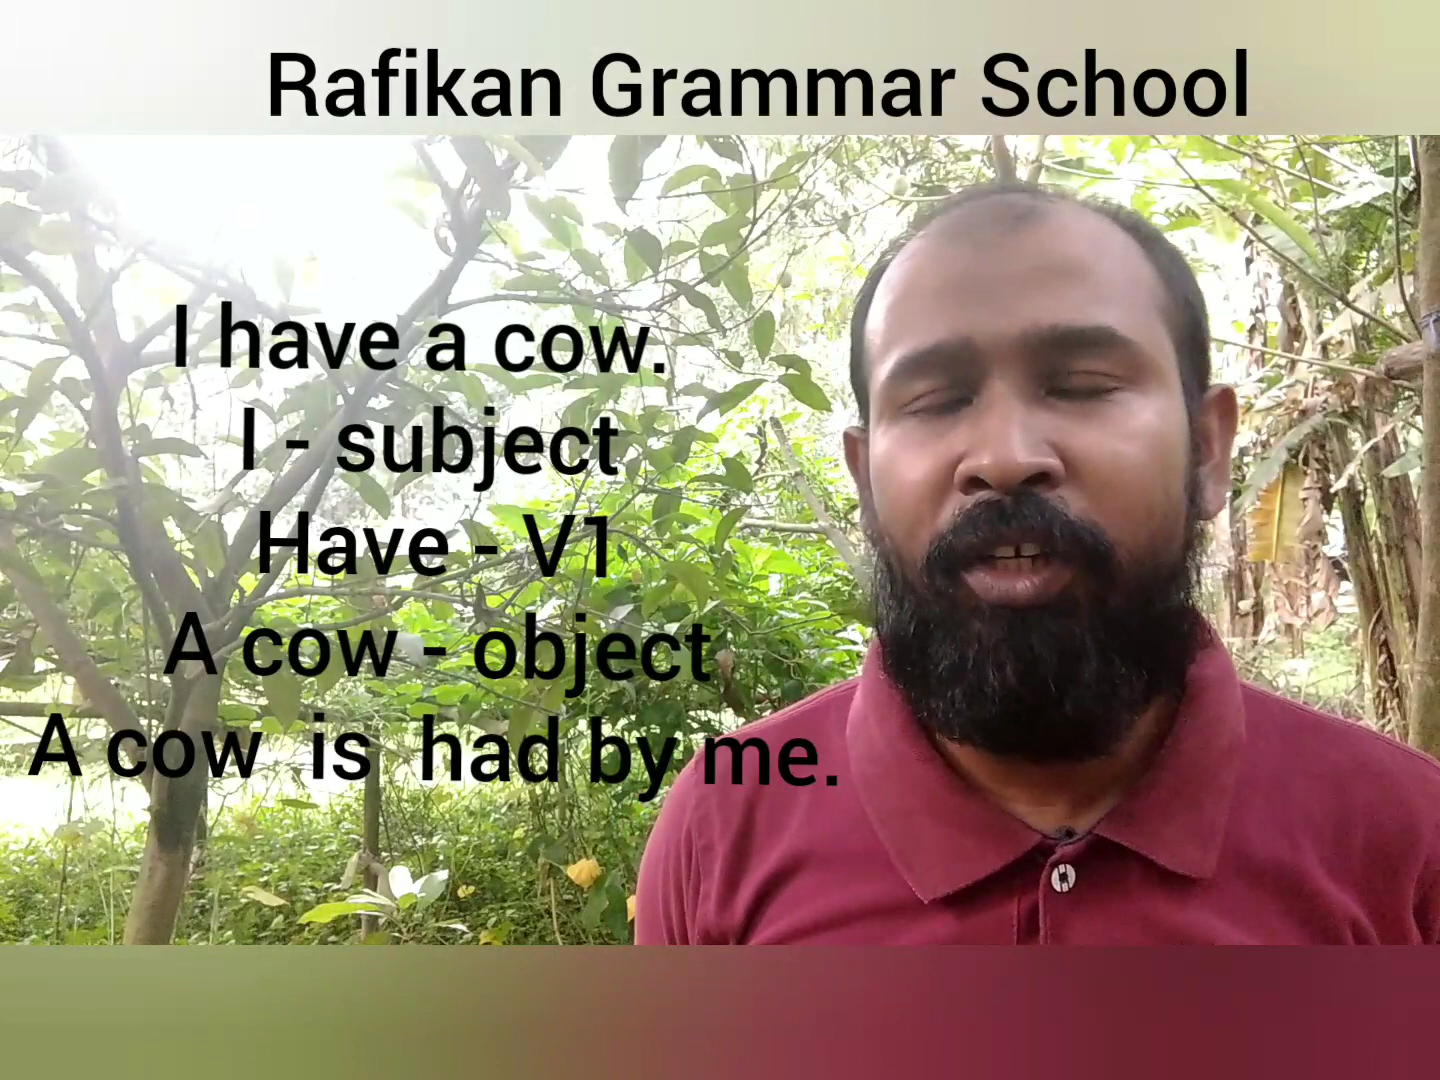 Rafikan Grammar School
I have a cow.
I - subject
Have - V1
A cow - object
A cow is had by me.